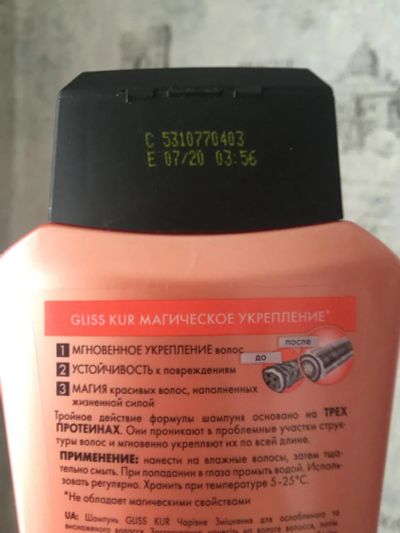 C 5310770403
E 07/20 03:56
GLISS KUR МАГИЧЕСКОЕ УКРЕПЛЕНИЕ*
1 МГНОВЕННОЕ УКРЕПЛЕНИЕ волос
до
после
2 УСТОЙЧИВОСТЬ к повреждениям
3 МАГИЯ красивых волос, наполненных
жизненной силой
Тройное действие формулы шампуня основано на ТРЕХ
ПРОТЕИНАХ. Они проникают в проблемные участки струк-
туры волос и мгновенно укрепляют их по всей длине.
ПРИМЕНЕНИЕ: нанести на влажные волосы, затем тща-
тельно смыть. При попадании в глаза промыть водой. Исполь-
зовать регулярно. Хранить при температуре 5-25°C.
*Не обладает магическими свойствами
UA: Шампунь GLISS KUR Чарівне Зміцнення для ослабленого та
виснаженого волосся.